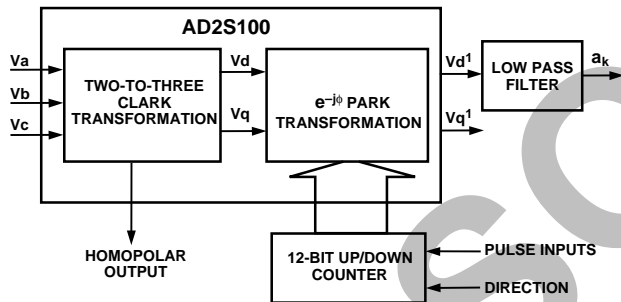 AD2S100
Va
Vb
Vc
TWO-TO-THREE
CLARK
TRANSFORMATION
Vd
Vq
e–jϕ PARK
TRANSFORMATION
Vd1
Vq1
LOW PASS
FILTER
ak
HOMOPOLAR
OUTPUT
12-BIT UP/DOWN
COUNTER
PULSE INPUTS
DIRECTION